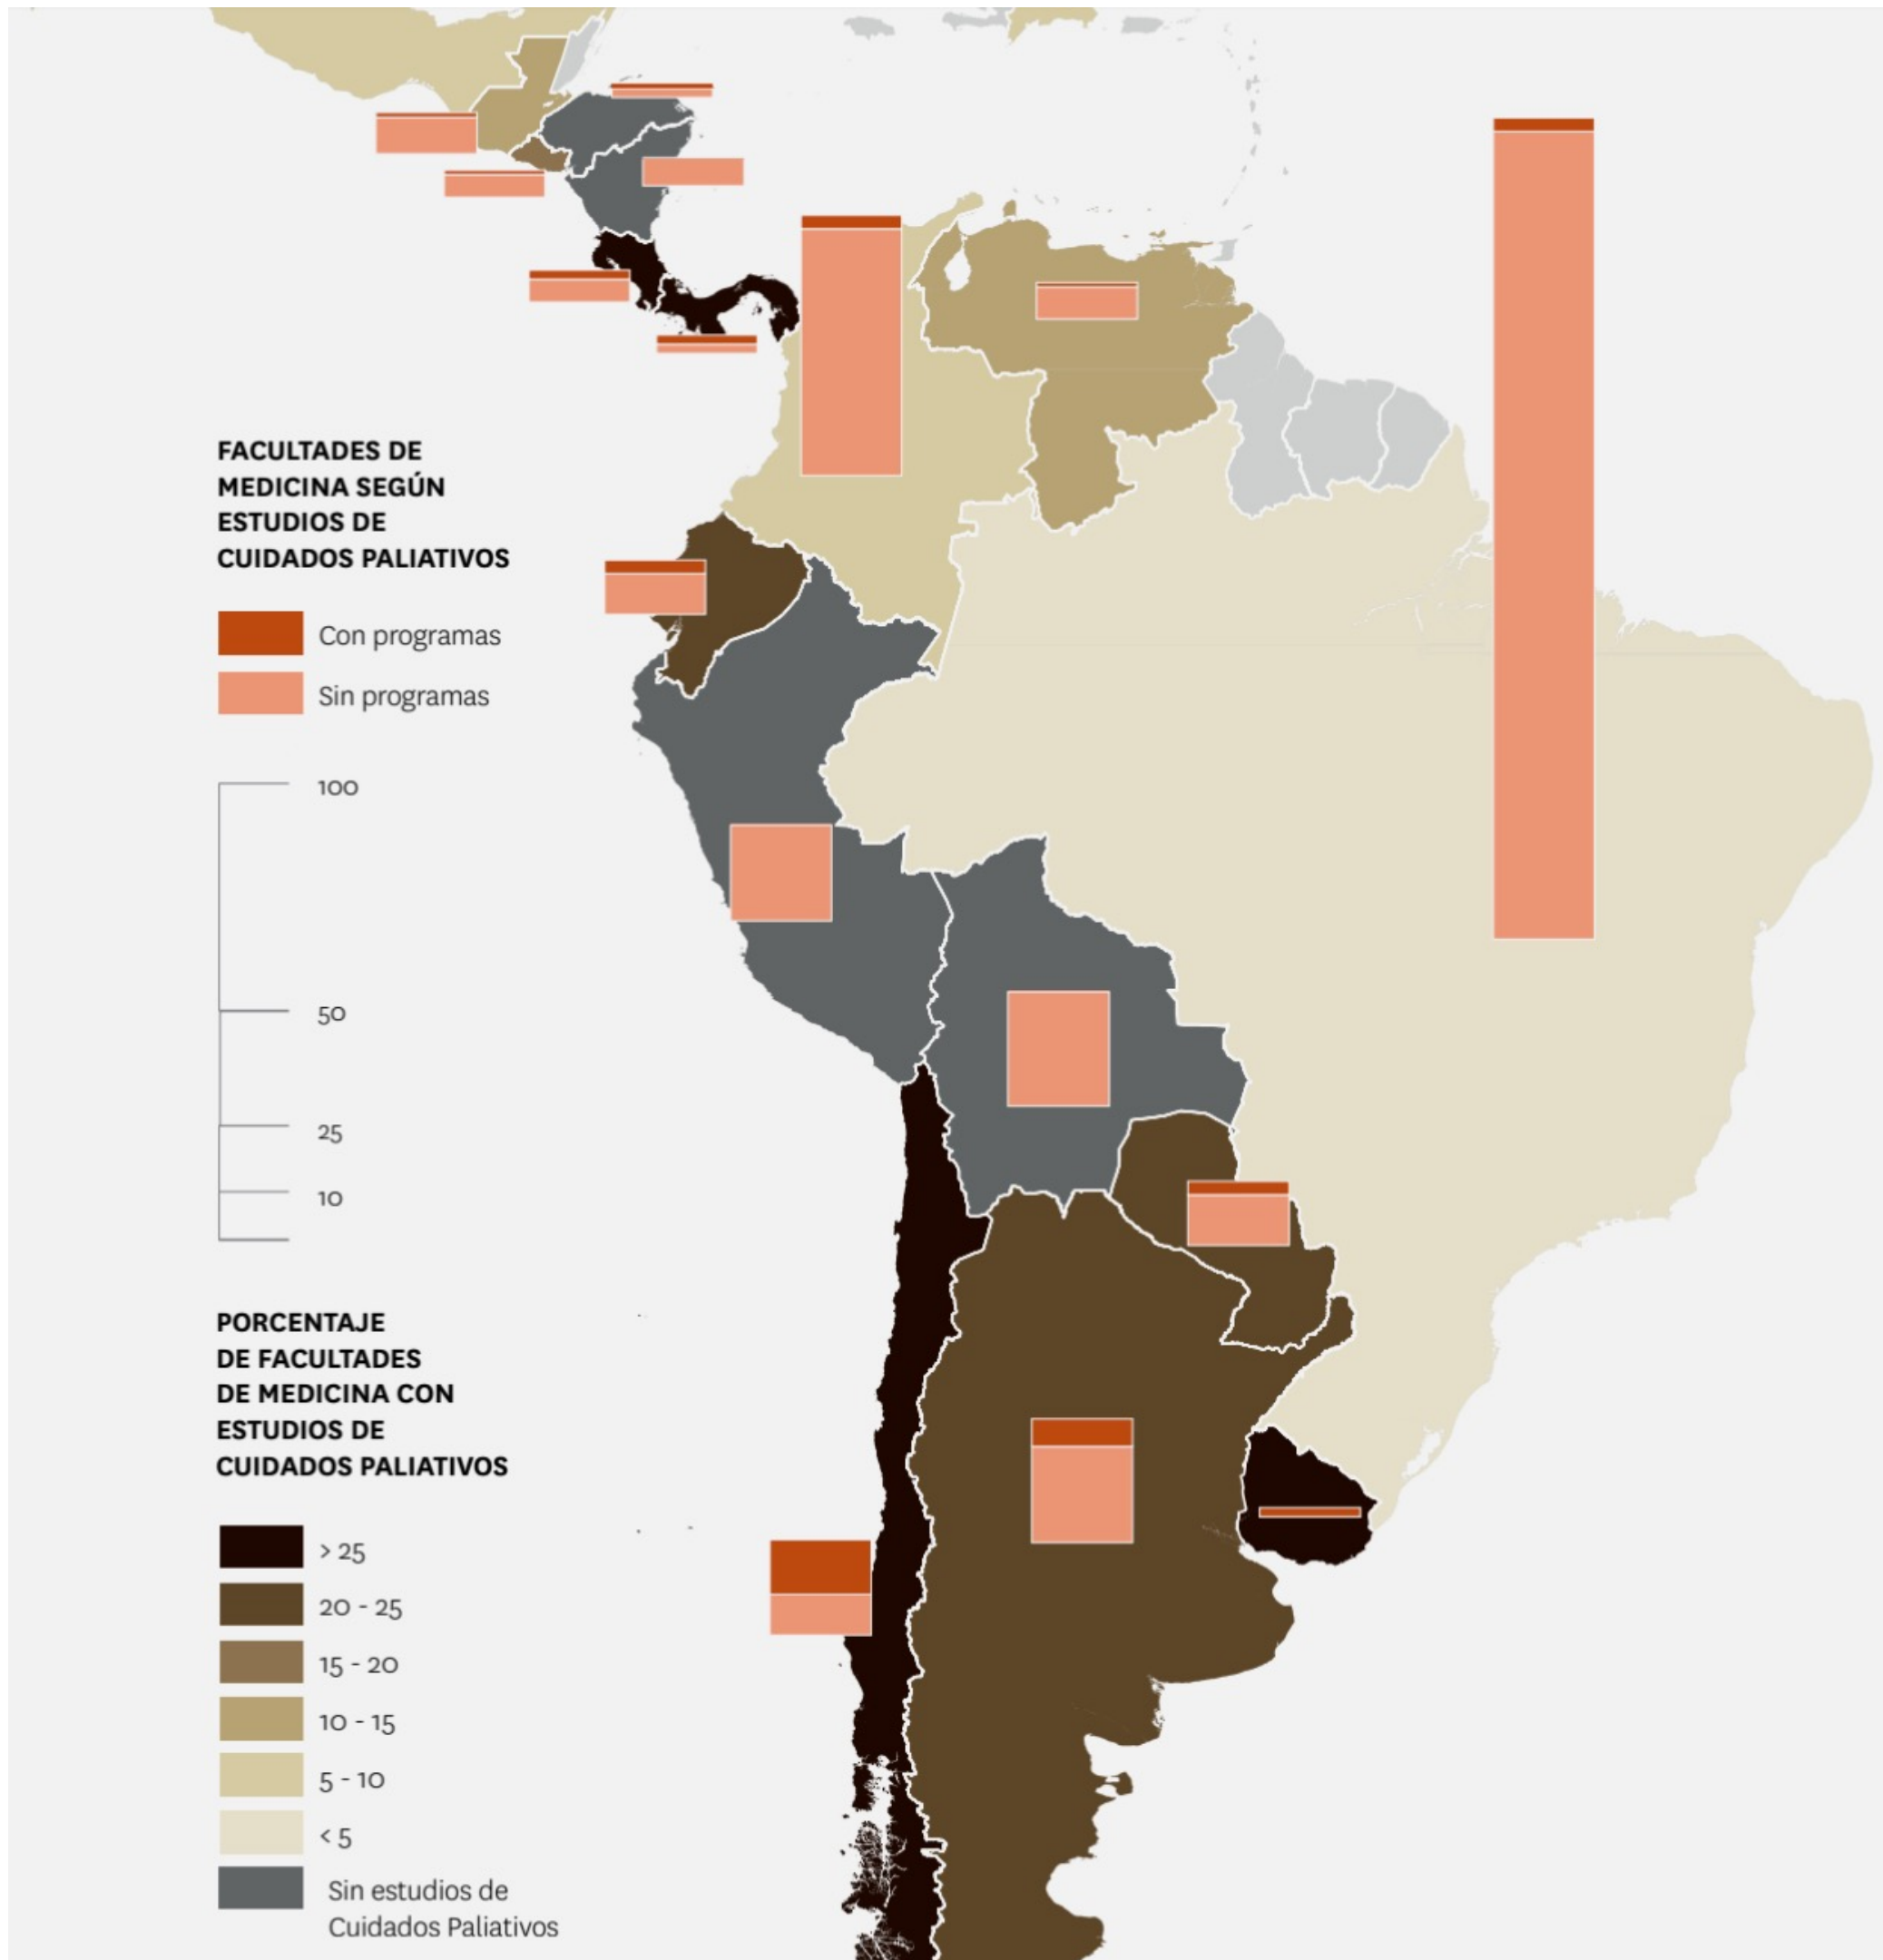 FACULTADES DE
MEDICINA SEGÚN
ESTUDIOS DE
CUIDADOS PALIATIVOS
Con programas
Sin programas
100
50
25
10
PORCENTAJE
DE FACULTADES
DE MEDICINA CON
ESTUDIOS DE
CUIDADOS PALIATIVOS
> 25
20 - 25
15 - 20
10 - 15
5 - 10
< 5
Sin estudios de
Cuidados Paliativos